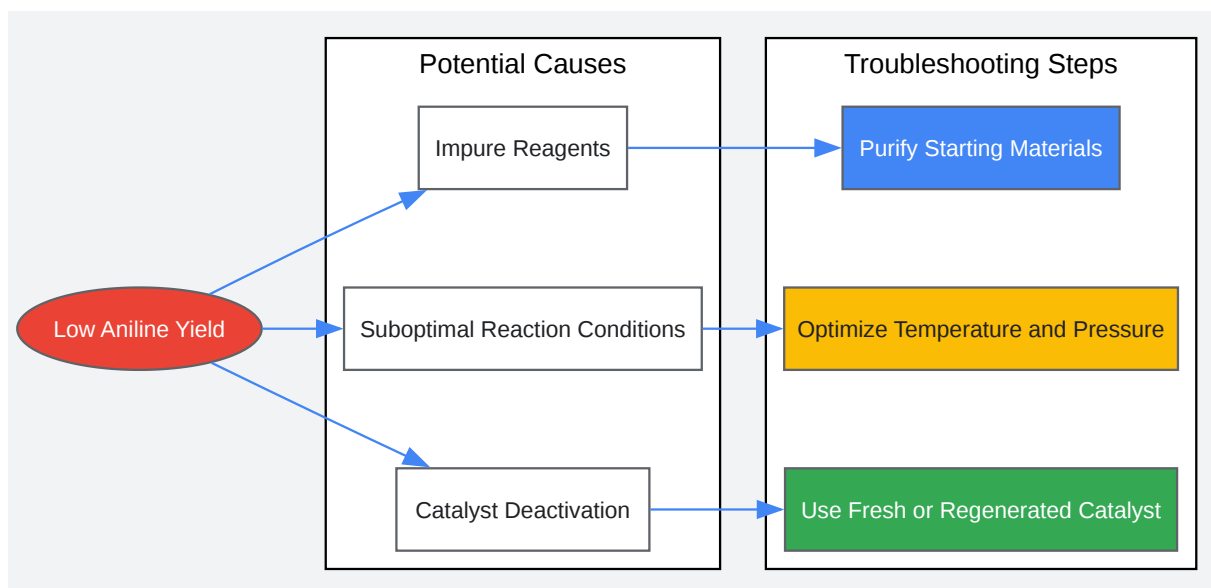 Potential Causes
Troubleshooting Steps
Impure Reagents
Purify Starting Materials
Low Aniline Yield
Suboptimal Reaction Conditions
Optimize Temperature and Pressure
Catalyst Deactivation
Use Fresh or Regenerated Catalyst